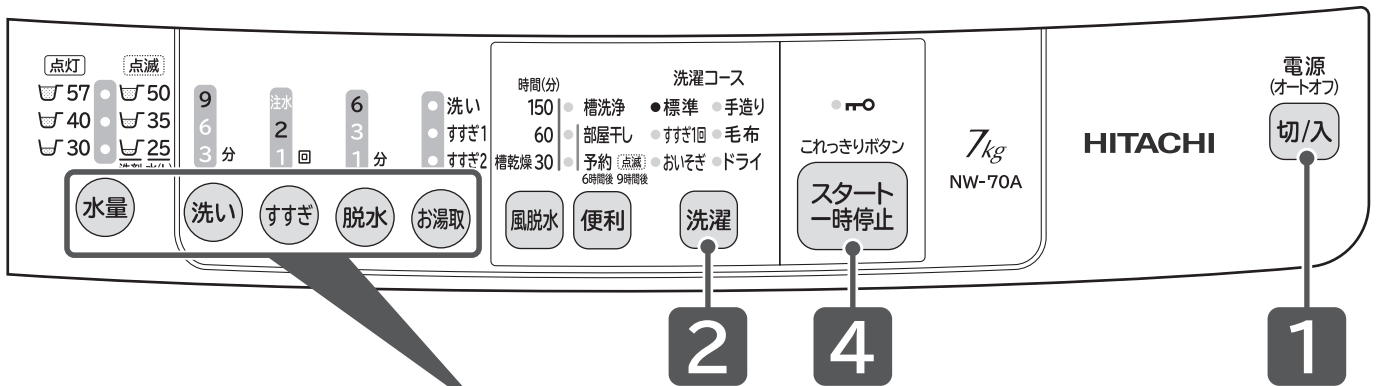 点灯 点滅
57 50
40 35
30 25
9
6
3 分
注水
2
1 回
6
3
1 分
洗い
すすぎ1
すすぎ2
水量
洗い
すすぎ
脱水
お湯取
時間(分)
150
60
槽乾燥 30
槽洗浄
部屋干し
予約 点滅
6時間後 9時間後
洗濯コース
標準 手造り
すすぎ1回 毛布
おいそぎ ドライ
風脱水
便利
洗濯
これっきりボタン
スタート
一時停止
7kg
NW-70A
HITACHI
電源
(オートオフ)
切/入
2
4
1